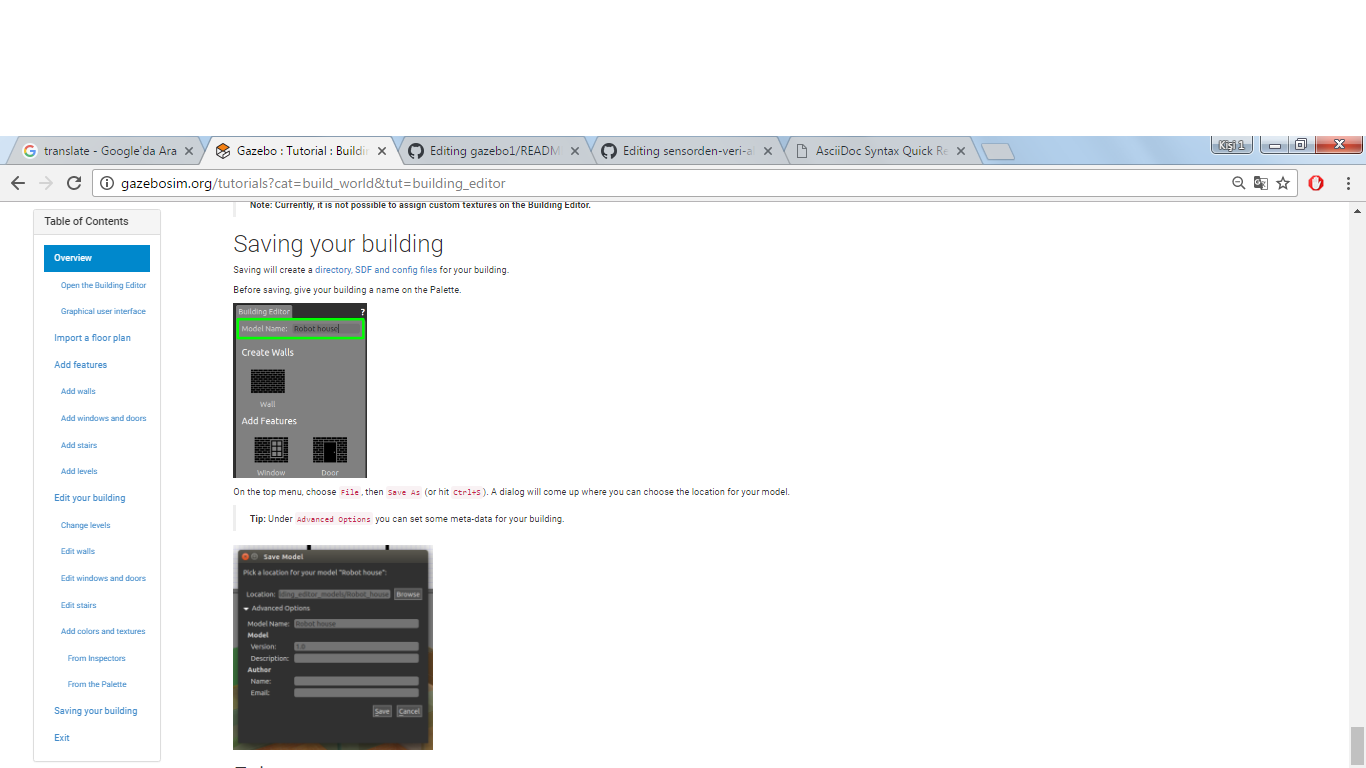 translate - Google'da Ara
Gazebo : Tutorial : Buildi
Editing gazebo1/READM
Editing sensorden-veri-a
AsciiDoc Syntax Quick Re
Kişi 1
gazebosim.org/tutorials?cat=build_world&tut=building_editor
Table of Contents
Overview
Open the Building Editor
Graphical user interface
Import a floor plan
Add features
Add walls
Add windows and doors
Add stairs
Add levels
Edit your building
Change levels
Edit walls
Edit windows and doors
Edit stairs
Add colors and textures
From Inspectors
From the Palette
Saving your building
Exit
Note: Currently, it is not possible to assign custom textures on the Building Editor.
Saving your building
Saving will create a directory, SDF and config files for your building.
Before saving, give your building a name on the Palette.
Building Editor ?
Model Name: Robot house
Create Walls
Wall
Add Features
Window Door
On the top menu, choose File, then Save As (or hit Ctrl+S). A dialog will come up where you can choose the location for your model.
Tip: Under Advanced Options you can set some meta-data for your building.
Save Model
Pick a location for your model "Robot house":
Location: ding_editor_models/Robot_house Browse
Advanced Options
Model Name: Robot house
Model
Version: 1.0
Description:
Author
Name:
Email:
Save Cancel